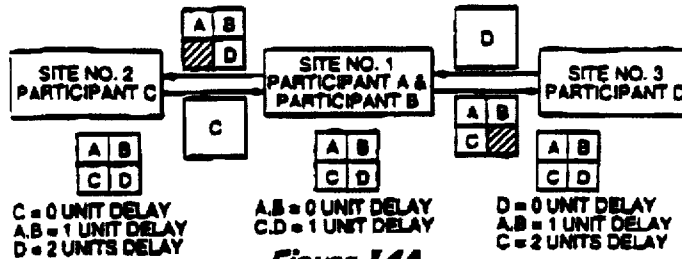 A B
D
SITE NO. 2
PARTICIPANT C
C
SITE NO. 1
PARTICIPANT A &
PARTICIPANT B
D
A B
C
SITE NO. 3
PARTICIPANT D
A B
C D
C = 0 UNIT DELAY
A,B = 1 UNIT DELAY
D = 2 UNITS DELAY
A B
C D
A,B = 0 UNIT DELAY
C,D = 1 UNIT DELAY
A B
C D
D = 0 UNIT DELAY
A,B = 1 UNIT DELAY
C = 2 UNITS DELAY
Figure